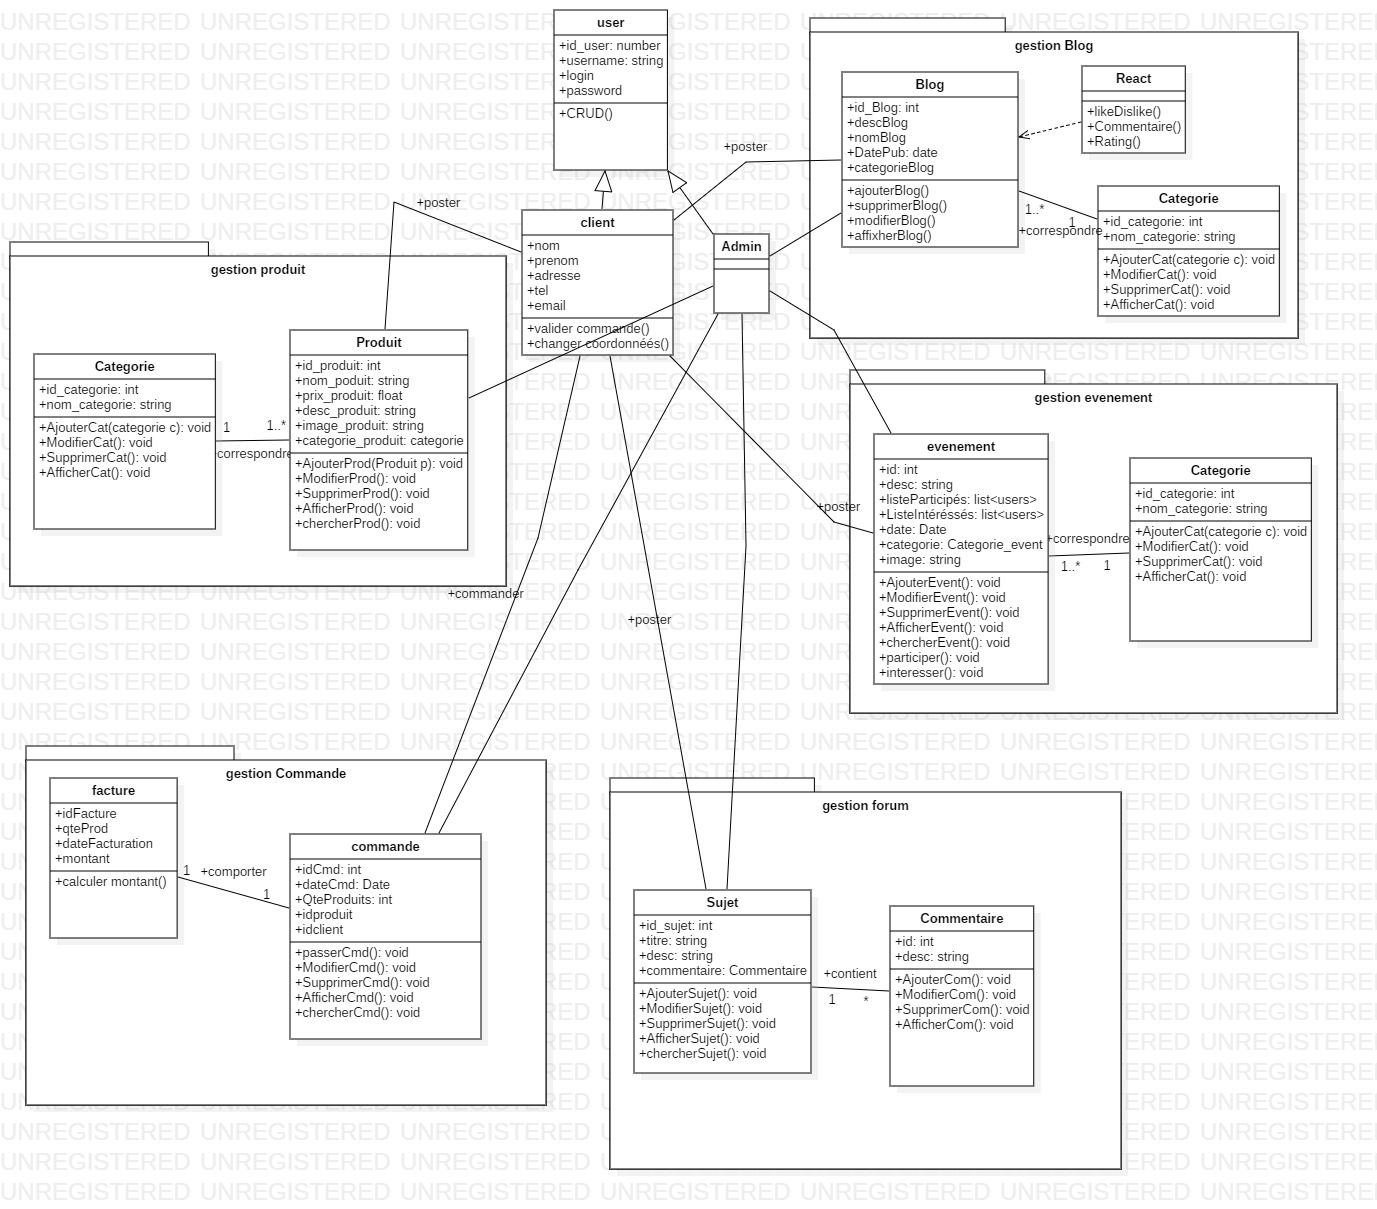 user
+id_user: number
+username: string
+login
+password
+CRUD()
gestion Blog
Blog
+id_Blog: int
+descBlog
+nomBlog
+DatePub: date
+categorieBlog
+ajouterBlog()
+supprimerBlog()
+modifierBlog()
+affixherBlog()
React
+likeDislike()
+Commentaire()
+Rating()
1..*
1
+correspondre
Categorie
+id_categorie: int
+nom_categorie: string
+AjouterCat(categorie c): void
+ModifierCat(): void
+SupprimerCat(): void
+AfficherCat(): void
+poster
+poster
client
+nom
+prenom
+adresse
+tel
+email
+valider commande()
+changer coordonnéés()
Admin
gestion produit
Categorie
+id_categorie: int
+nom_categorie: string
+AjouterCat(categorie c): void
+ModifierCat(): void
+SupprimerCat(): void
+AfficherCat(): void
1
1..*
correspondre
Produit
+id_produit: int
+nom_poduit: string
+prix_produit: float
+desc_produit: string
+image_produit: string
+categorie_produit: categorie
+AjouterProd(Produit p): void
+ModifierProd(): void
+SupprimerProd(): void
+AfficherProd(): void
+chercherProd(): void
gestion evenement
evenement
+id: int
+desc: string
+listeParticipés: list<users>
+ListeIntéréssés: list<users>
+date: Date
+categorie: Categorie_event
+image: string
+AjouterEvent(): void
+ModifierEvent(): void
+SupprimerEvent(): void
+AfficherEvent(): void
+chercherEvent(): void
+participer(): void
+interesser(): void
+correspondre
1..*
1
Categorie
+id_categorie: int
+nom_categorie: string
+AjouterCat(categorie c): void
+ModifierCat(): void
+SupprimerCat(): void
+AfficherCat(): void
+poster
+commander
+poster
gestion Commande
facture
+idFacture
+qteProd
+dateFacturation
+montant
+calculer montant()
1
+comporter
1
commande
+idCmd: int
+dateCmd: Date
+QteProduits: int
+idproduit
+idclient
+passerCmd(): void
+ModifierCmd(): void
+SupprimerCmd(): void
+AfficherCmd(): void
+chercherCmd(): void
gestion forum
Sujet
+id_sujet: int
+titre: string
+desc: string
+commentaire: Commentaire
+AjouterSujet(): void
+ModifierSujet(): void
+SupprimerSujet(): void
+AfficherSujet(): void
+chercherSujet(): void
+contient
1
*
Commentaire
+id: int
+desc: string
+AjouterCom(): void
+ModifierCom(): void
+SupprimerCom(): void
+AfficherCom(): void